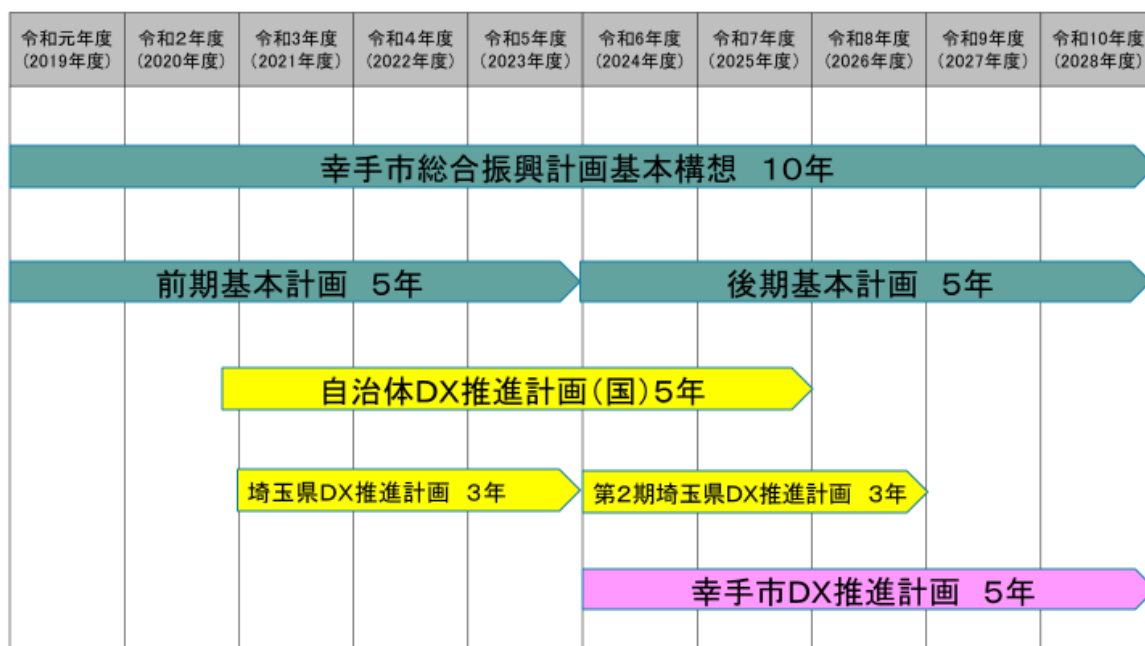 令和元年度 令和２年度 令和３年度 令和４年度 令和５年度 令和６年度 令和７年度 令和８年度 令和９年度 令和10年度
(2019年度) (2020年度) (2021年度) (2022年度) (2023年度) (2024年度) (2025年度) (2026年度) (2027年度) (2028年度)
幸手市総合振興計画基本構想　１０年
前期基本計画　５年 後期基本計画　５年
自治体DX推進計画（国）５年
埼玉県DX推進計画　３年 第２期埼玉県DX推進計画　３年
幸手市DX推進計画　５年